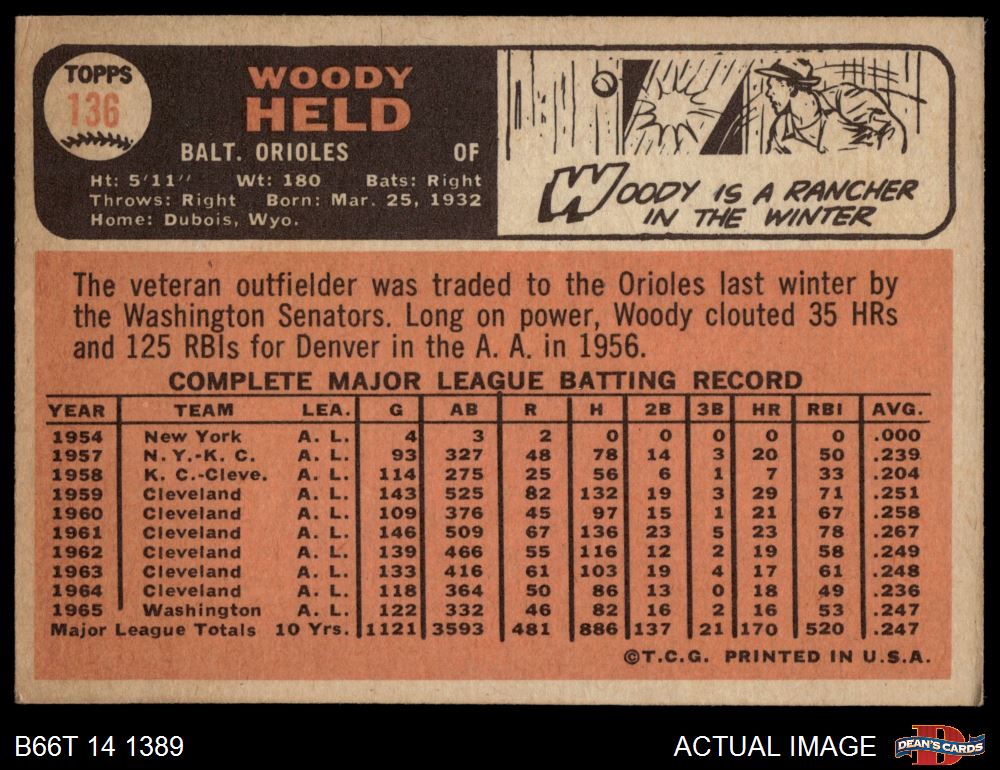 TOPPS
136
WOODY
HELD
BALT. ORIOLES OF
Ht: 5'11" Wt: 180 Bats: Right
Throws: Right Born: Mar. 25, 1932
Home: Dubois, Wyo.
WOODY IS A RANCHER
IN THE WINTER
The veteran outfielder was traded to the Orioles last winter by
the Washington Senators. Long on power, Woody clouted 35 HRs
and 125 RBIs for Denver in the A. A. in 1956.
COMPLETE MAJOR LEAGUE BATTING RECORD
YEAR TEAM LEA. G AB R H 2B 3B HR RBI AVG.
1954 New York A. L. 4 3 2 0 0 0 0 0 .000
1957 N. Y.-K. C. A. L. 93 327 48 78 14 3 20 50 .239
1958 K. C.-Cleve. A. L. 114 275 25 56 6 1 7 33 .204
1959 Cleveland A. L. 143 525 82 132 19 3 29 71 .251
1960 Cleveland A. L. 109 376 45 97 15 1 21 67 .258
1961 Cleveland A. L. 146 509 67 136 23 5 23 78 .267
1962 Cleveland A. L. 139 466 55 116 12 2 19 58 .249
1963 Cleveland A. L. 133 416 61 103 19 4 17 61 .248
1964 Cleveland A. L. 118 364 50 86 13 0 18 49 .236
1965 Washington A. L. 122 332 46 82 16 2 16 53 .247
Major League Totals 10 Yrs. 1121 3593 481 886 137 21 170 520 .247
©T.C.G. PRINTED IN U.S.A.
B66T 14 1389
ACTUAL IMAGE
DEAN'S CARDS